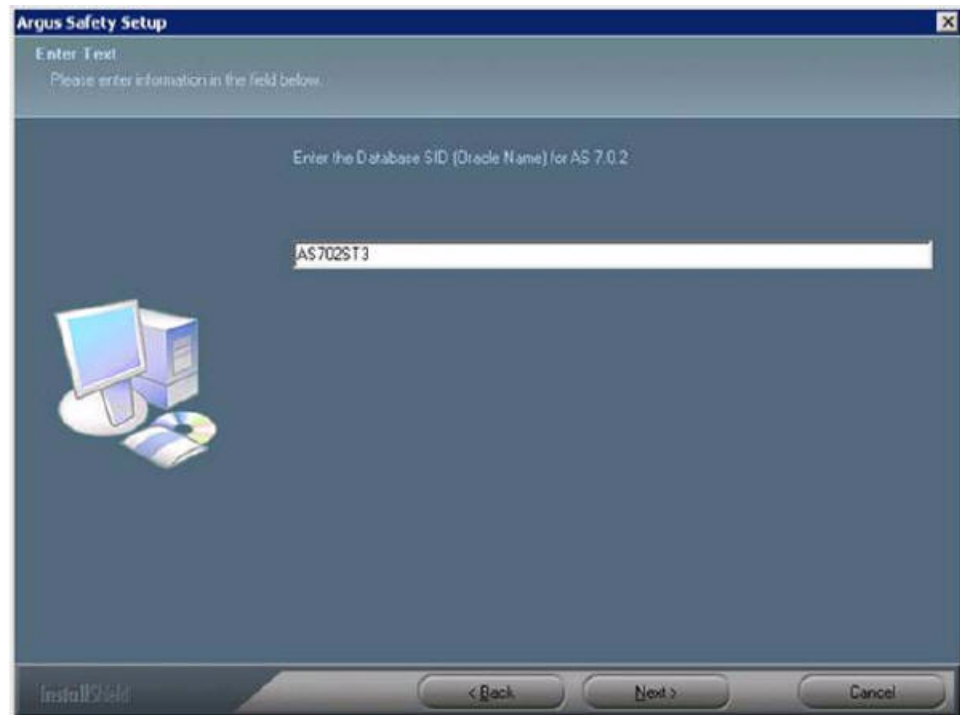 Argus Safety Setup
Enter Text
Please enter information in the field below.
Enter the Database SID (Oracle Name) for AS 7.0.2
AS702ST3
InstallShield
< Back
Next >
Cancel